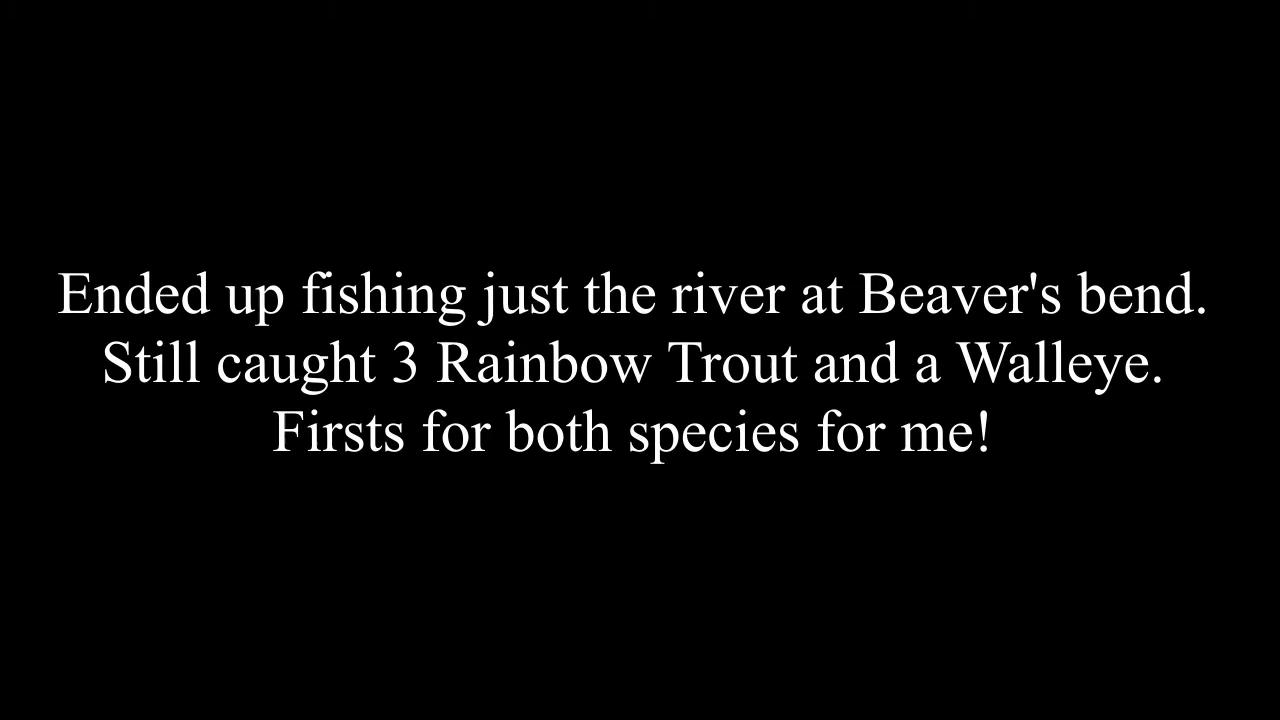 Ended up fishing just the river at Beaver's bend.
Still caught 3 Rainbow Trout and a Walleye.
Firsts for both species for me!